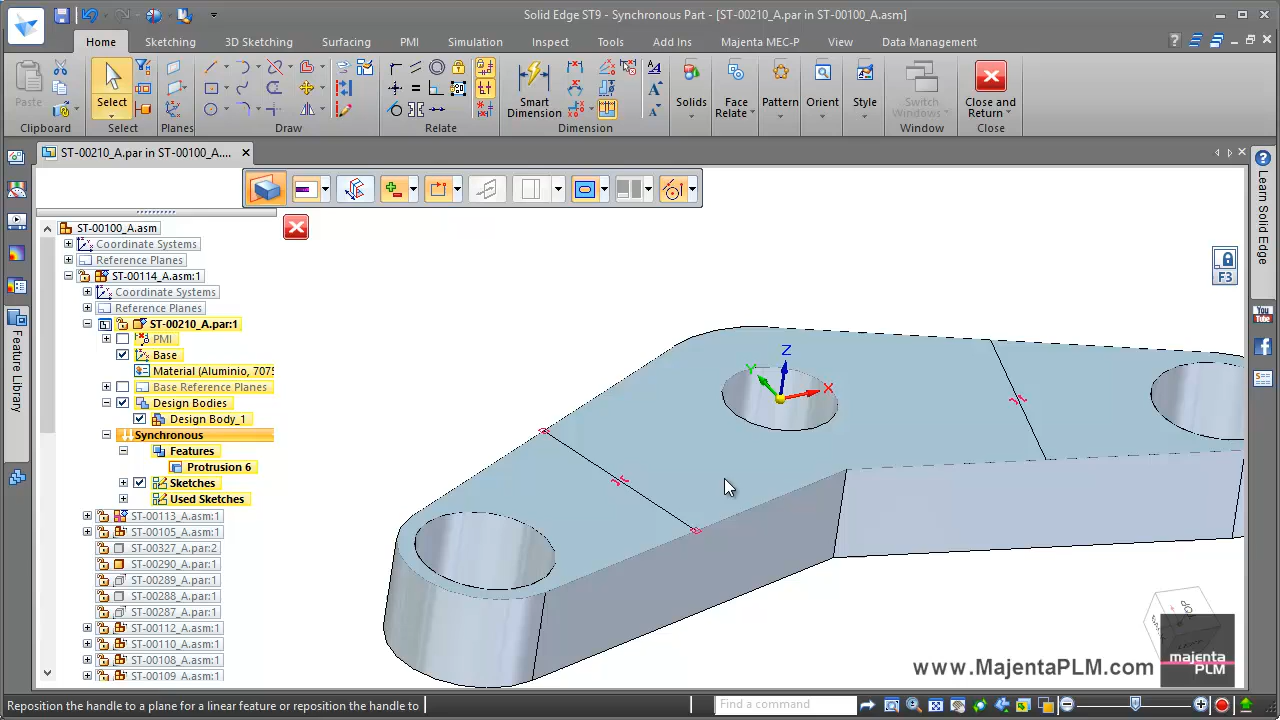 Solid Edge ST9 - Synchronous Part - [ST-00210_A.par in ST-00100_A.asm]
Home Sketching 3D Sketching Surfacing PMI Simulation Inspect Tools Add Ins Majenta MEC-P View Data Management
Paste
Select
Smart Dimension
Solids
Face Relate
Pattern
Orient
Style
Switch Windows
Close and Return
Clipboard Select Planes Draw Relate Dimension Window Close
ST-00210_A.par in ST-00100_A....
ST-00100_A.asm
Coordinate Systems
Reference Planes
ST-00114_A.asm:1
Coordinate Systems
Reference Planes
ST-00210_A.par:1
PMI
Base
Material (Aluminio, 7075
Base Reference Planes
Design Bodies
Design Body_1
Synchronous
Features
Protrusion 6
Sketches
Used Sketches
ST-00113_A.asm:1
ST-00105_A.asm:1
ST-00327_A.par:2
ST-00290_A.par:1
ST-00289_A.par:1
ST-00288_A.par:1
ST-00287_A.par:1
ST-00112_A.asm:1
ST-00110_A.asm:1
ST-00108_A.asm:1
ST-00109_A.asm:1
Feature Library
Z
Y
X
F3
Learn Solid Edge
You Tube
TOP
www.MajentaPLM.com
majenta
PLM
Reposition the handle to a plane for a linear feature or reposition the handle to
Find a command